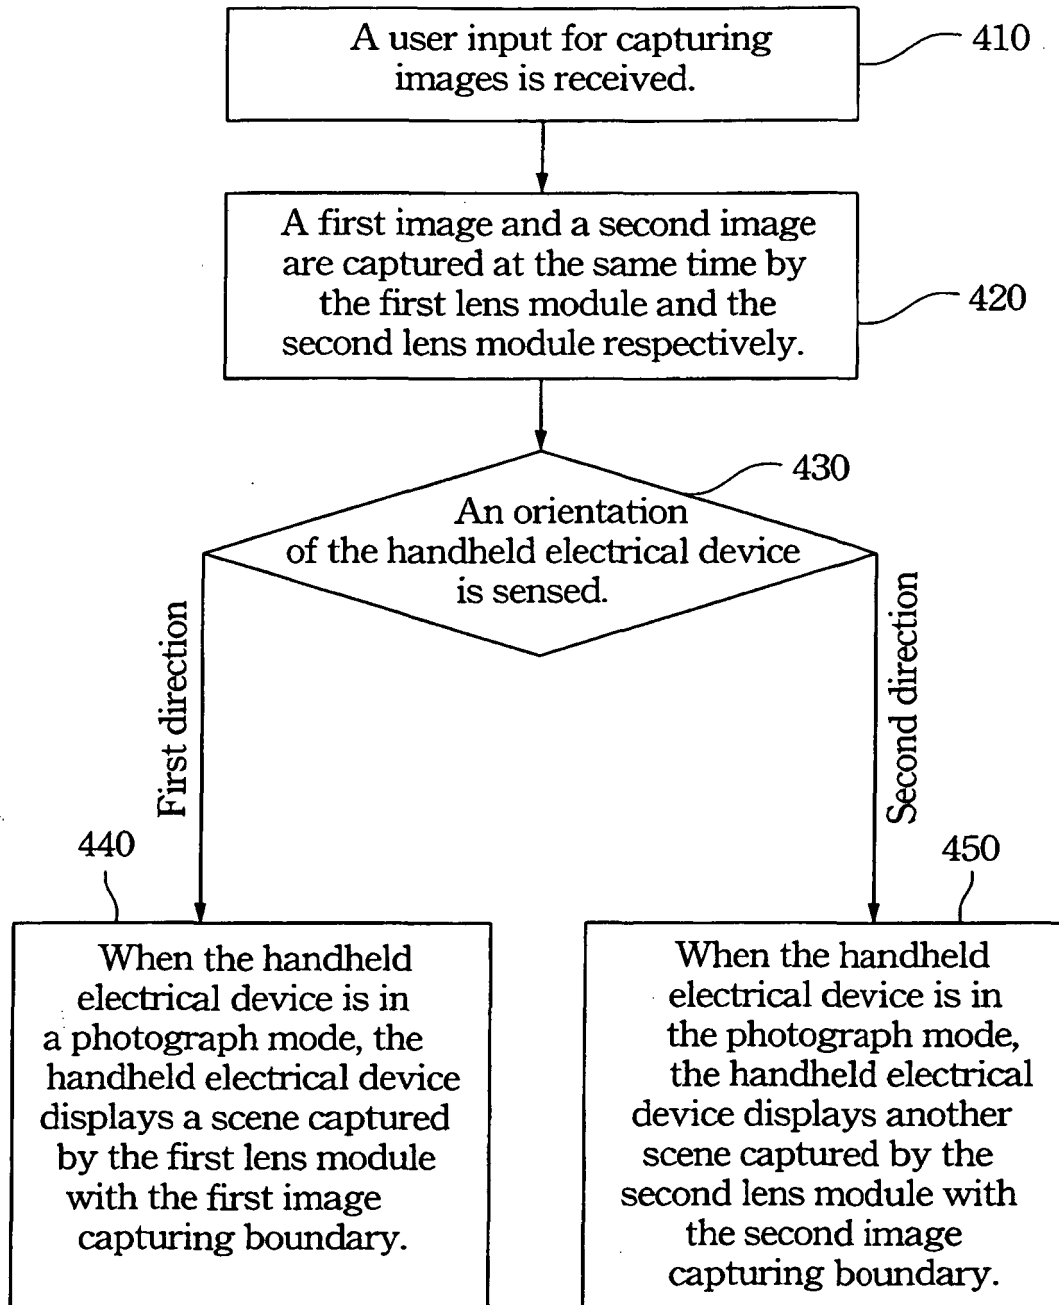 A user input for capturing
images is received.
410
A first image and a second image
are captured at the same time by
the first lens module and the
second lens module respectively.
420
430
An orientation
of the handheld electrical device
is sensed.
First direction
Second direction
440
When the handheld
electrical device is in
a photograph mode, the
handheld electrical device
displays a scene captured
by the first lens module
with the first image
capturing boundary.
450
When the handheld
electrical device is in
the photograph mode,
the handheld electrical
device displays another
scene captured by the
second lens module with
the second image
capturing boundary.